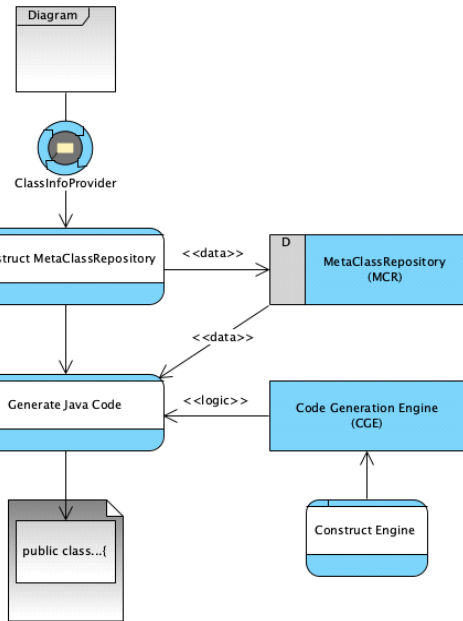 Diagram
ClassInfoProvider
struct MetaClassRepository
<<data>>
D
MetaClassRepository
(MCR)
<<data>>
Generate Java Code
<<logic>>
Code Generation Engine
(CGE)
public class...{
Construct Engine